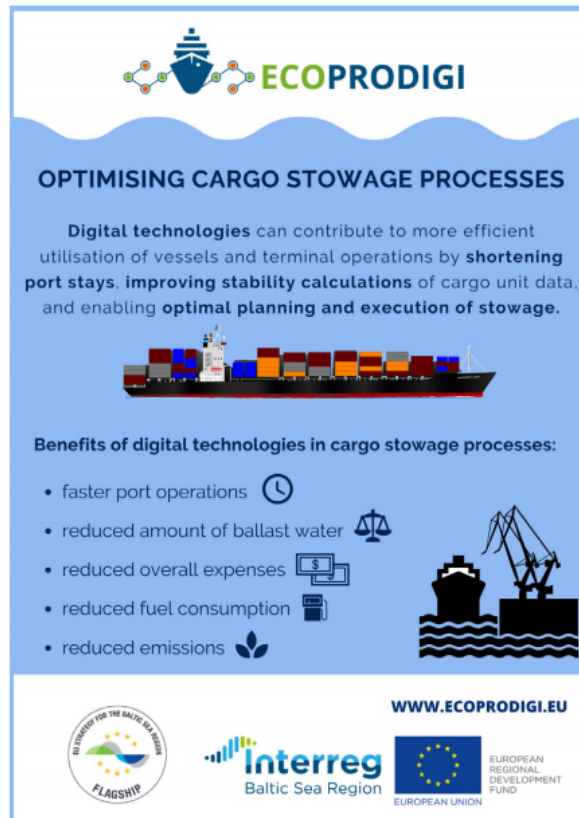 ECOPRODIGI
OPTIMISING CARGO STOWAGE PROCESSES
Digital technologies can contribute to more efficient
utilisation of vessels and terminal operations by shortening
port stays, improving stability calculations of cargo unit data,
and enabling optimal planning and execution of stowage.
Benefits of digital technologies in cargo stowage processes:
• faster port operations
• reduced amount of ballast water
• reduced overall expenses
$
$
• reduced fuel consumption
• reduced emissions
WWW.ECOPRODIGI.EU
EU STRATEGY FOR THE BALTIC SEA REGION
FLAGSHIP
Interreg
Baltic Sea Region
EUROPEAN UNION
EUROPEAN
REGIONAL
DEVELOPMENT
FUND